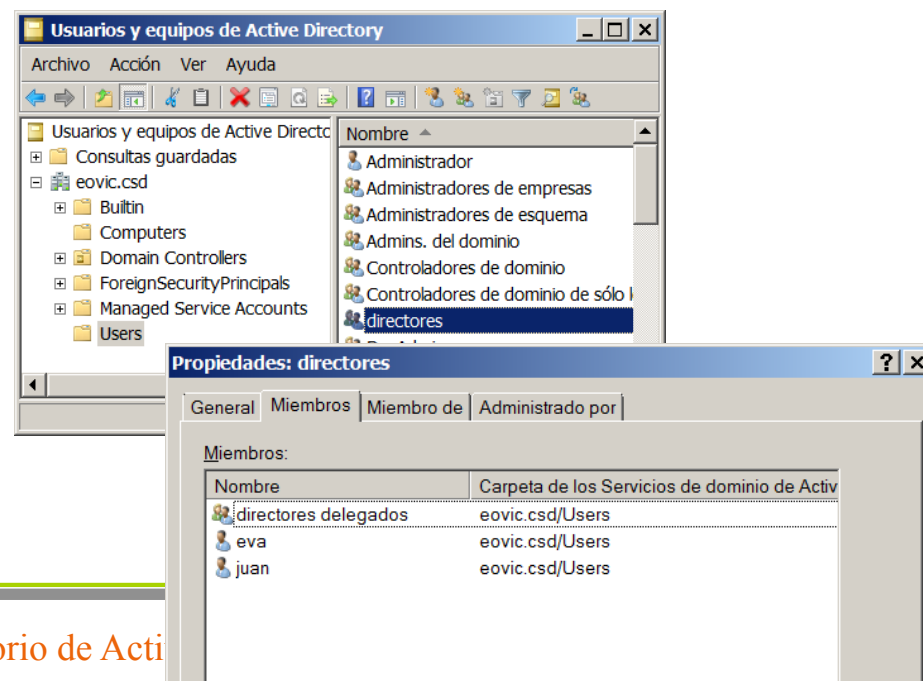 Usuarios y equipos de Active Directory
Archivo Acción Ver Ayuda
Usuarios y equipos de Active Directo
Consultas guardadas
eovic.csd
Builtin
Computers
Domain Controllers
ForeignSecurityPrincipals
Managed Service Accounts
Users
Nombre
Administrador
Administradores de empresas
Administradores de esquema
Admins. del dominio
Controladores de dominio
Controladores de dominio de sólo
directores
Propiedades: directores
General Miembros Miembro de Administrado por
Miembros:
Nombre Carpeta de los Servicios de dominio de Activ
directores delegados eovic.csd/Users
eva eovic.csd/Users
juan eovic.csd/Users
orio de Acti